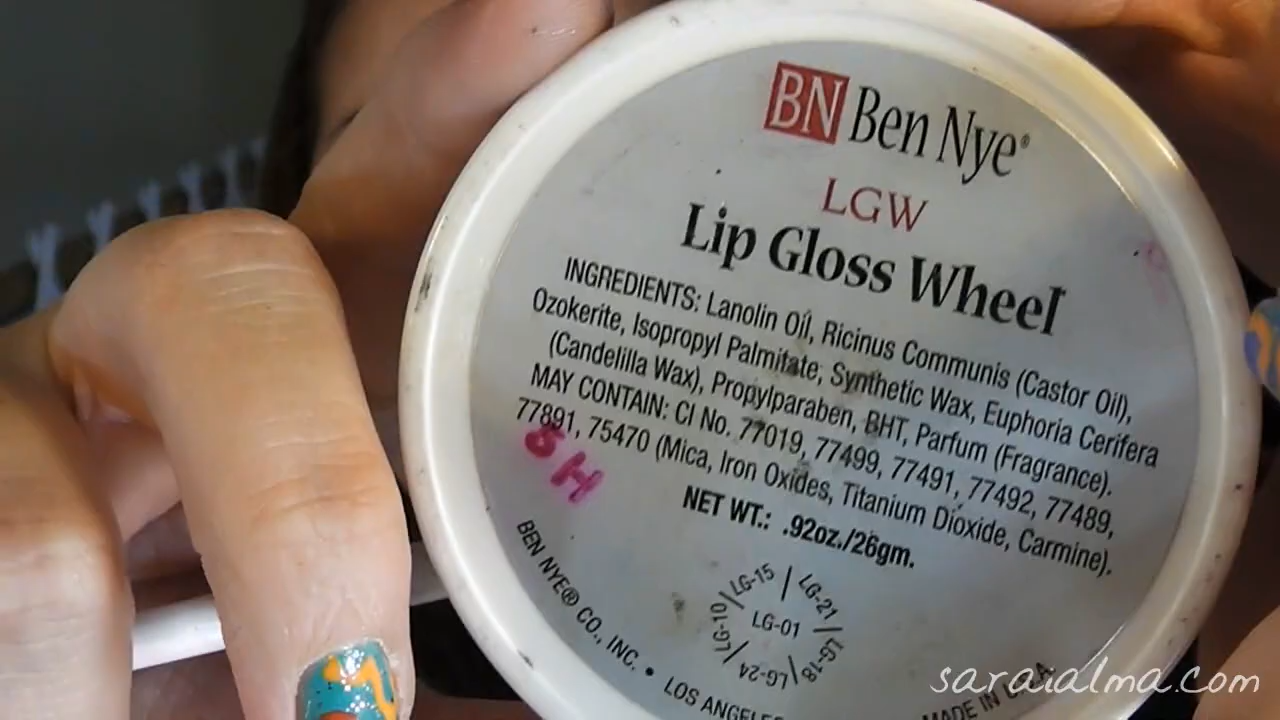 BN Ben Nye®
LGW
Lip Gloss Wheel
INGREDIENTS: Lanolin Oil, Ricinus Communis (Castor Oil),
Ozokerite, Isopropyl Palmitate, Synthetic Wax, Euphoria Cerifera
(Candelilla Wax), Propylparaben, BHT, Parfum (Fragrance).
MAY CONTAIN: CI No. 77019, 77499, 77491, 77492, 77489,
77891, 75470 (Mica, Iron Oxides, Titanium Dioxide, Carmine).
NET WT.: .92oz./26gm.
LG-15
LG-21
LG-10
LG-01
LG-18
LG-24
BEN NYE® CO., INC. • LOS ANGELES
MADE IN U.S.A.
saraialma.com